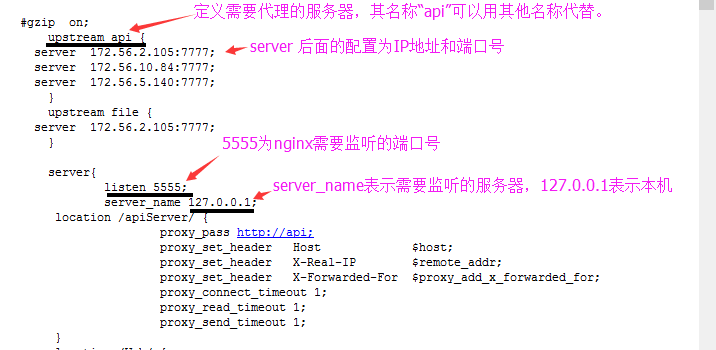 定义需要代理的服务器，其名称“api”可以用其他名称代替。
#gzip on;
upstream api {
server 172.56.2.105:7777; server 后面的配置为IP地址和端口号
server 172.56.10.84:7777;
server 172.56.5.140:7777;
}
upstream file {
server 172.56.2.105:7777;
}
5555为nginx需要监听的端口号
server{
listen 5555;
server_name 127.0.0.1; server_name表示需要监听的服务器，127.0.0.1表示本机
location /apiServer/ {
proxy_pass http://api;
proxy_set_header Host $host;
proxy_set_header X-Real-IP $remote_addr;
proxy_set_header X-Forwarded-For $proxy_add_x_forwarded_for;
proxy_connect_timeout 1;
proxy_read_timeout 1;
proxy_send_timeout 1;
}